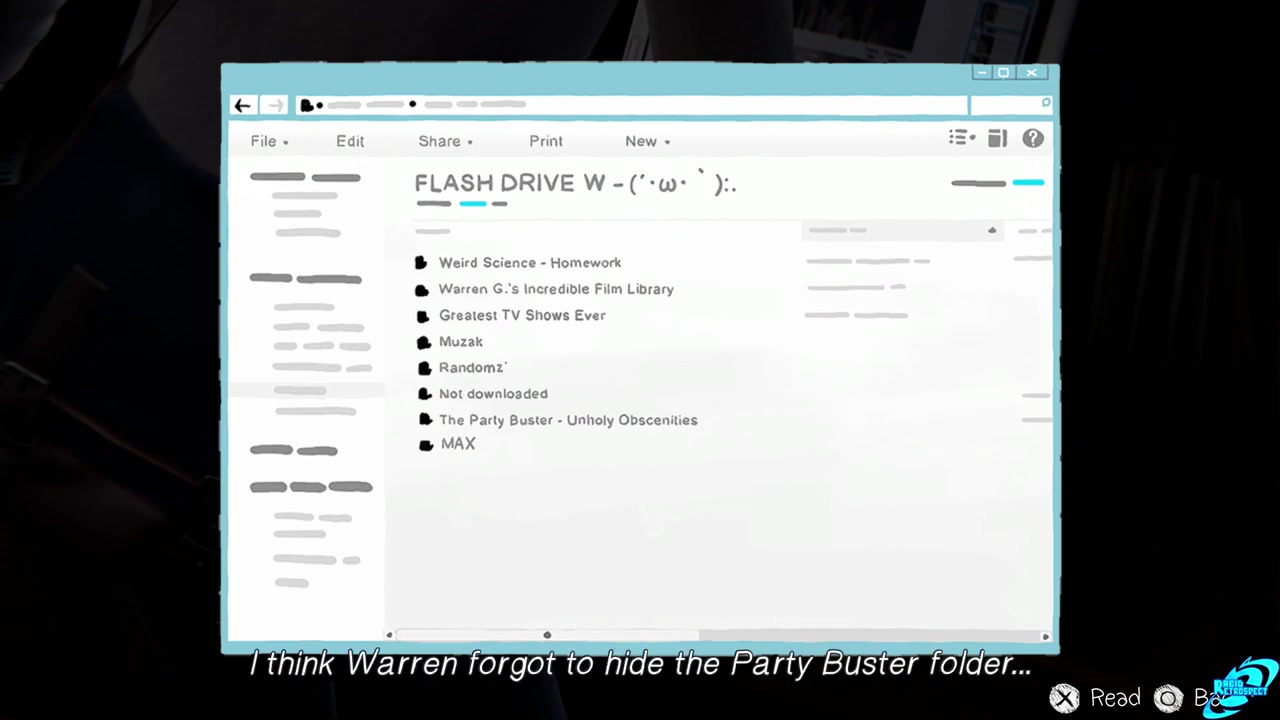 File Edit Share Print New
FLASH DRIVE W - (´･ω･`):.
Weird Science - Homework
Warren G.'s Incredible Film Library
Greatest TV Shows Ever
Muzak
Randomz'
Not downloaded
The Party Buster - Unholy Obscenities
MAX
I think Warren forgot to hide the Party Buster folder...
Read
RETROSPECT